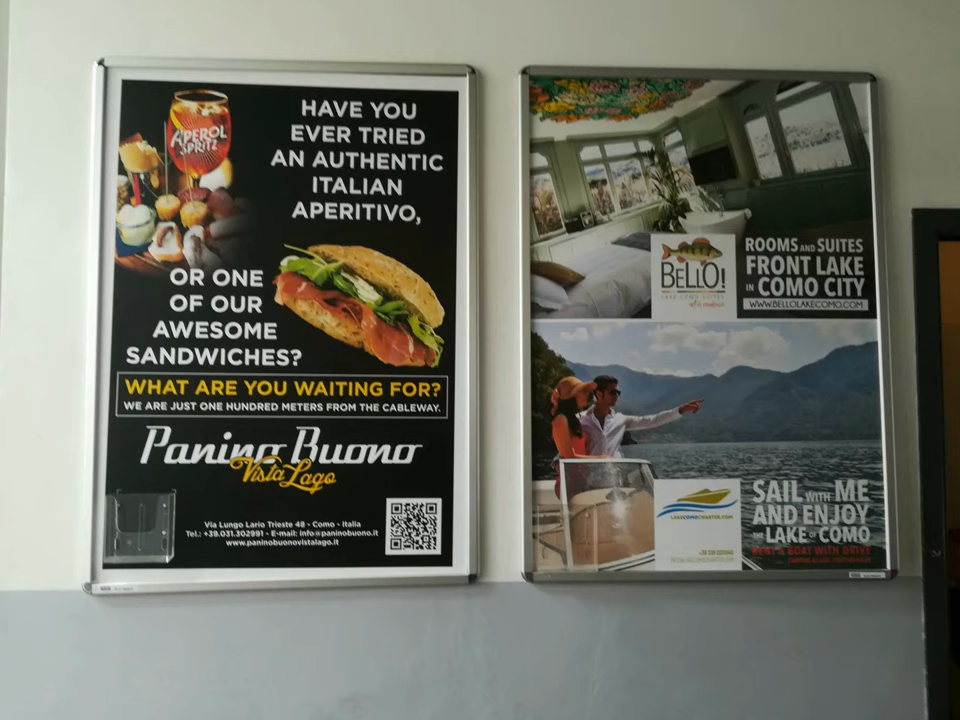 APEROL
SPRITZ
HAVE YOU
EVER TRIED
AN AUTHENTIC
ITALIAN
APERITIVO,
OR ONE
OF OUR
AWESOME
SANDWICHES?
WHAT ARE YOU WAITING FOR?
WE ARE JUST ONE HUNDRED METERS FROM THE CABLEWAY.
Panino Buono
Vista Lago
Via Lungo Lario Trieste 48 - Como - Italia
Tel.: +39.031.302991 - E-mail: info@paninobuono.it
www.paninobuonovistalago.it
BELLO!
LAKE COMO SUITES
ROOMS AND SUITES
FRONT LAKE
IN COMO CITY
WWW.BELLOLAKECOMO.COM
LAKECOMOCHARTER.COM
SAIL WITH ME
AND ENJOY
THE LAKE OF COMO
RENT A BOAT WITH DRIVE